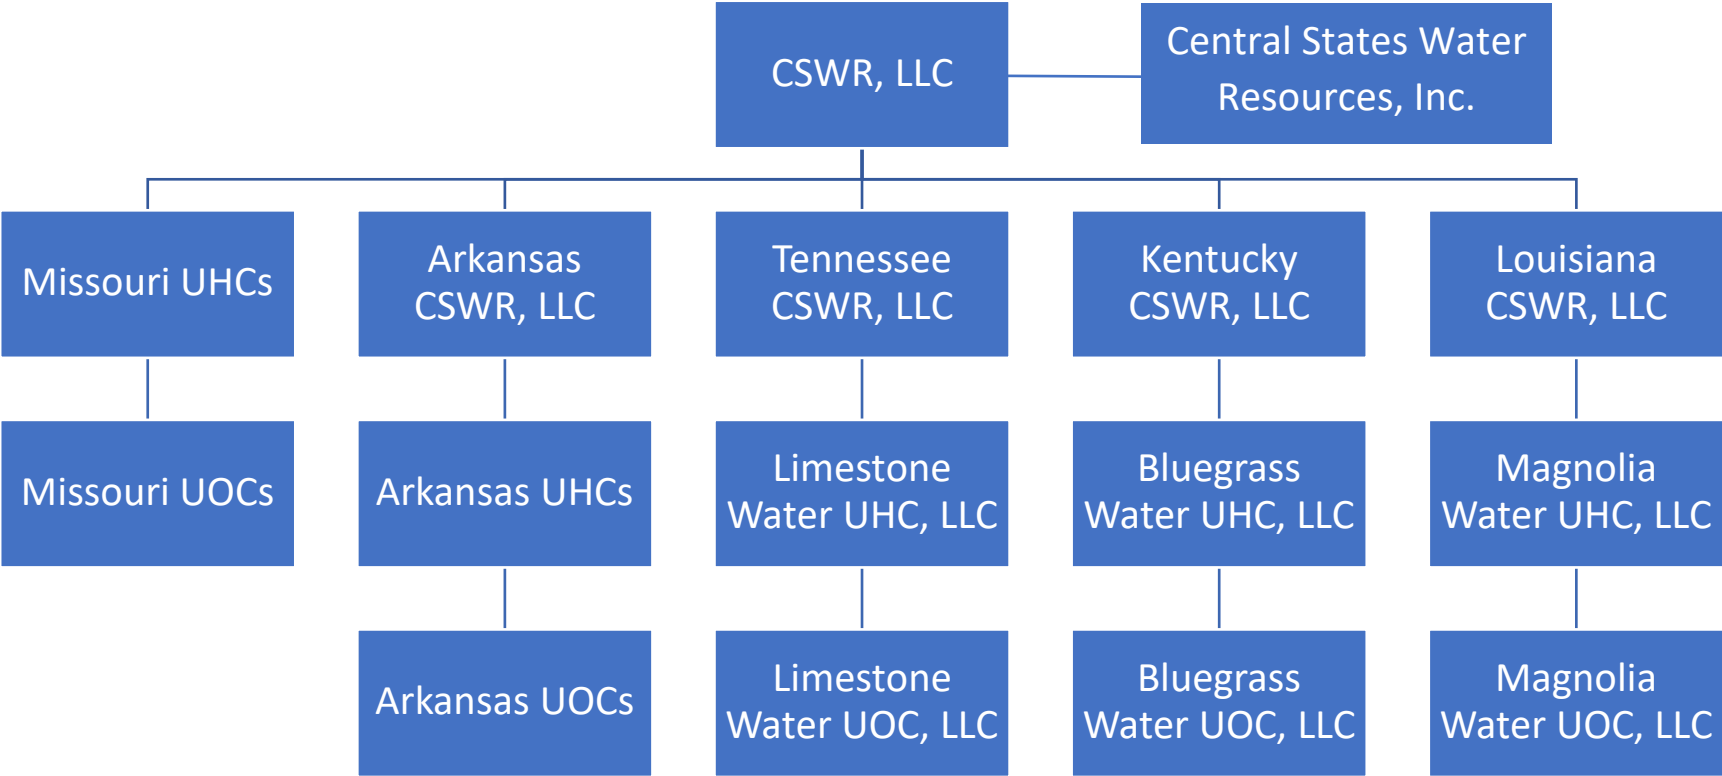 CSWR, LLC
Central States Water
Resources, Inc.
Missouri UHCs
Arkansas
CSWR, LLC
Tennessee
CSWR, LLC
Kentucky
CSWR, LLC
Louisiana
CSWR, LLC
Missouri UOCs
Arkansas UHCs
Limestone
Water UHC, LLC
Bluegrass
Water UHC, LLC
Magnolia
Water UHC, LLC
Arkansas UOCs
Limestone
Water UOC, LLC
Bluegrass
Water UOC, LLC
Magnolia
Water UOC, LLC